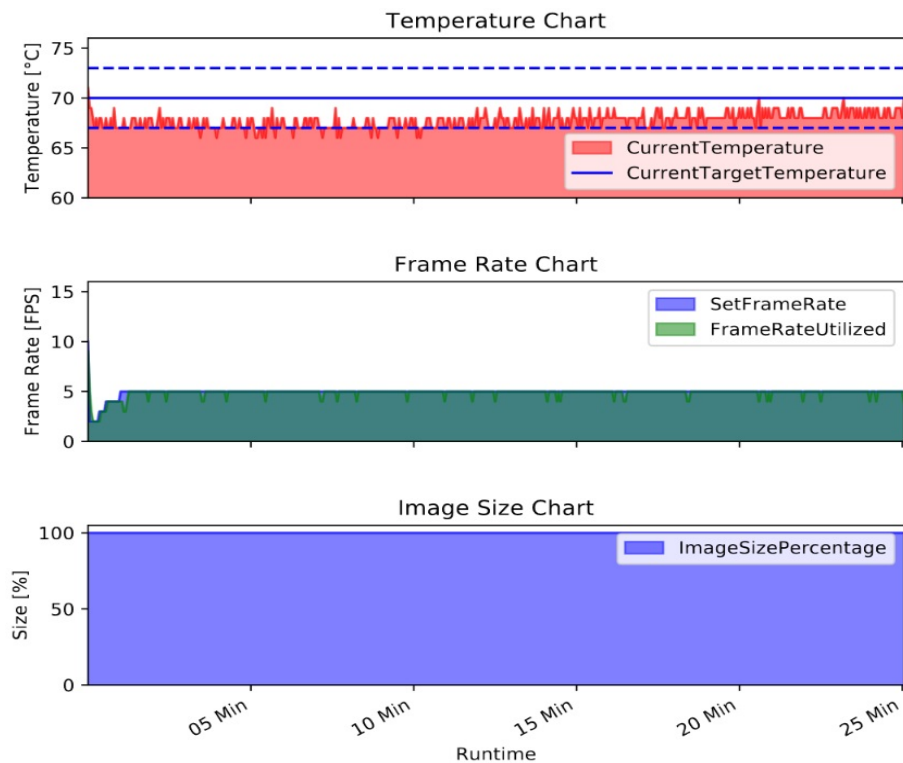 Temperature Chart
Temperature [°C]
75
70
65
60
CurrentTemperature
CurrentTargetTemperature
Frame Rate Chart
Frame Rate [FPS]
15
10
5
0
SetFrameRate
FrameRateUtilized
Image Size Chart
Size [%]
100
50
0
ImageSizePercentage
05 Min
10 Min
15 Min
20 Min
25 Min
Runtime